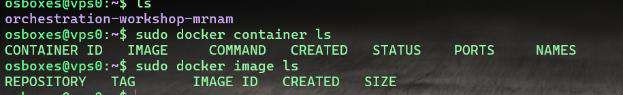 osboxes@vps0:~$ ls
orchestration-workshop-mrnam
osboxes@vps0:~$ sudo docker container ls
CONTAINER ID   IMAGE     COMMAND   CREATED   STATUS    PORTS     NAMES
osboxes@vps0:~$ sudo docker image ls
REPOSITORY   TAG       IMAGE ID   CREATED   SIZE